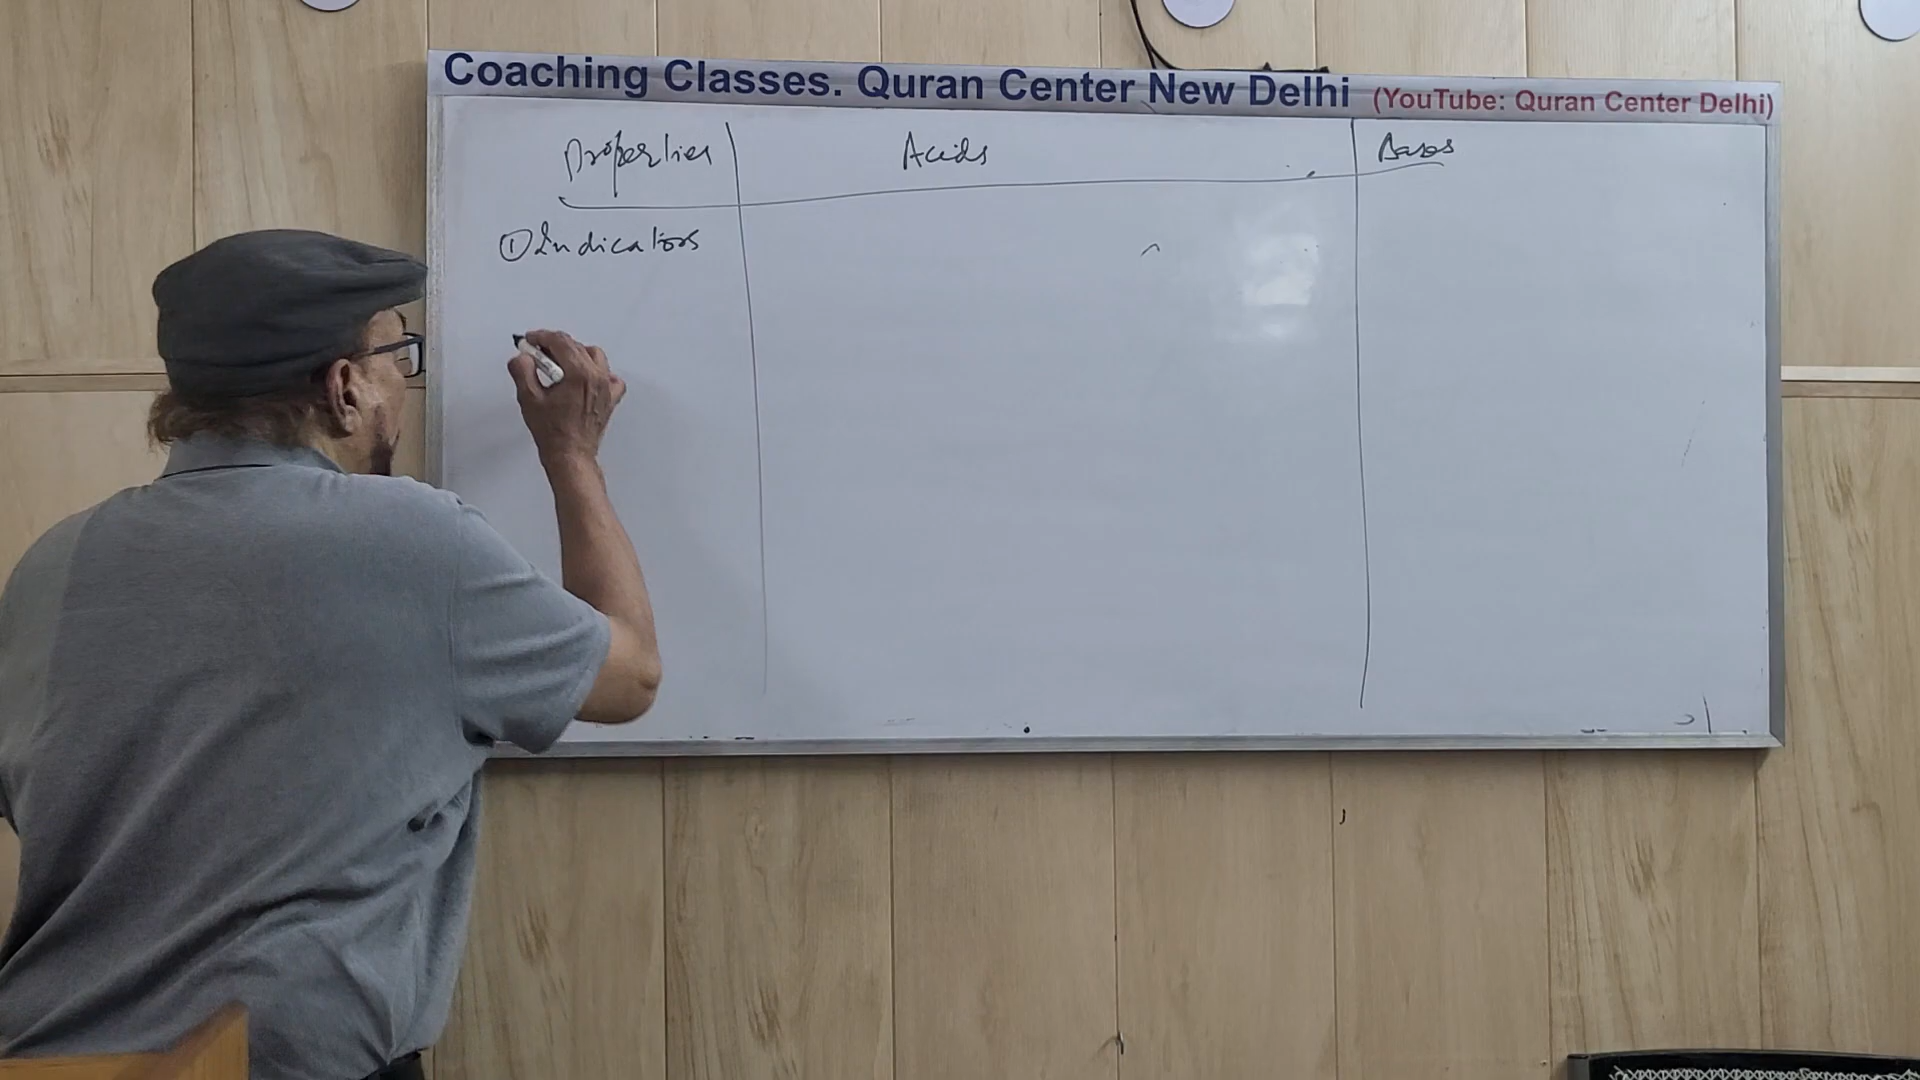 Coaching Classes. Quran Center New Delhi (YouTube: Quran Center Delhi)
Properties Acids Bases
① Indicators